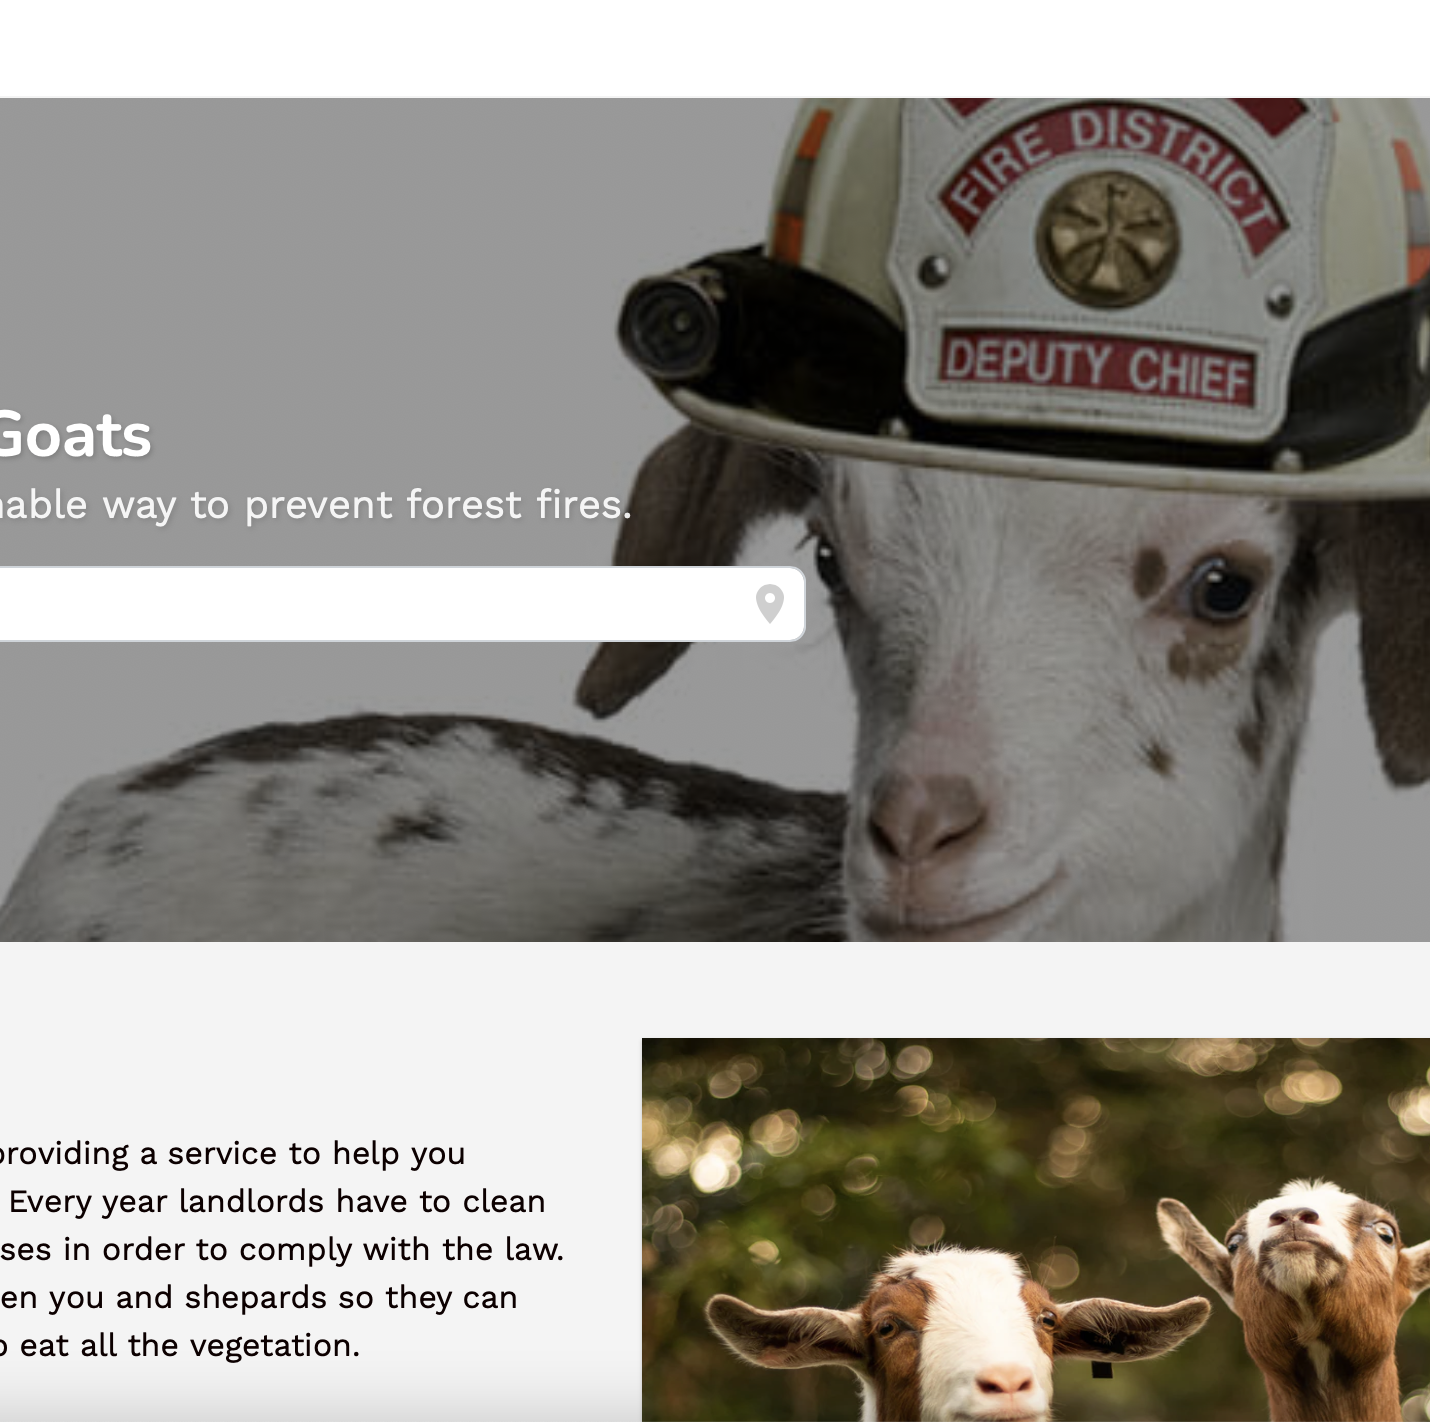 FIRE DISTRICT
DEPUTY CHIEF
Goats
nable way to prevent forest fires.
providing a service to help you
Every year landlords have to clean
ses in order to comply with the law.
en you and shepards so they can
o eat all the vegetation.